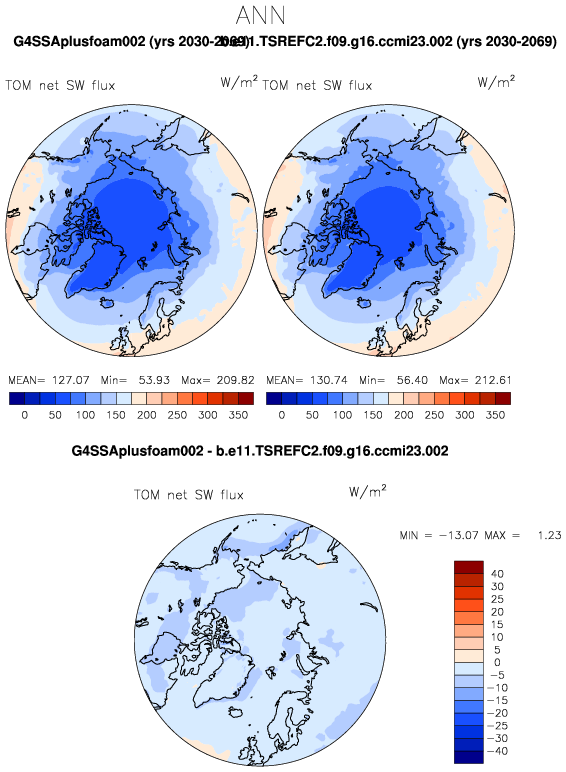 ANN
G4SSAplusfoam002 (yrs 2030-2069) b.e11.TSREFC2.f09.g16.ccmi23.002 (yrs 2030-2069)
TOM net SW flux W/m² TOM net SW flux W/m²
MEAN= 127.07 Min= 53.93 Max= 209.82 MEAN= 130.74 Min= 56.40 Max= 212.61
0 50 100 150 200 250 300 350 0 50 100 150 200 250 300 350
G4SSAplusfoam002 - b.e11.TSREFC2.f09.g16.ccmi23.002
TOM net SW flux W/m²
MIN = −13.07 MAX = 1.23
40
30
25
20
15
10
5
0
−5
−10
−15
−20
−25
−30
−40